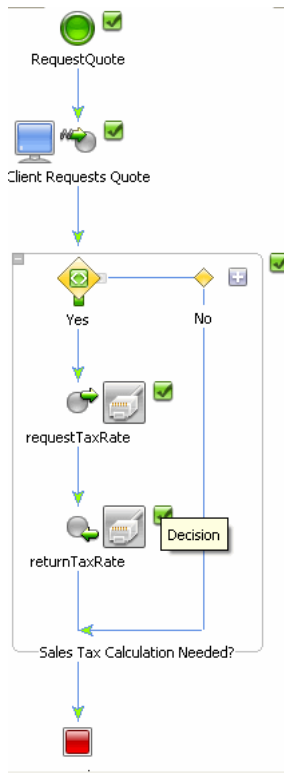 RequestQuote
Client Requests Quote
Yes
No
requestTaxRate
Decision
returnTaxRate
Sales Tax Calculation Needed?